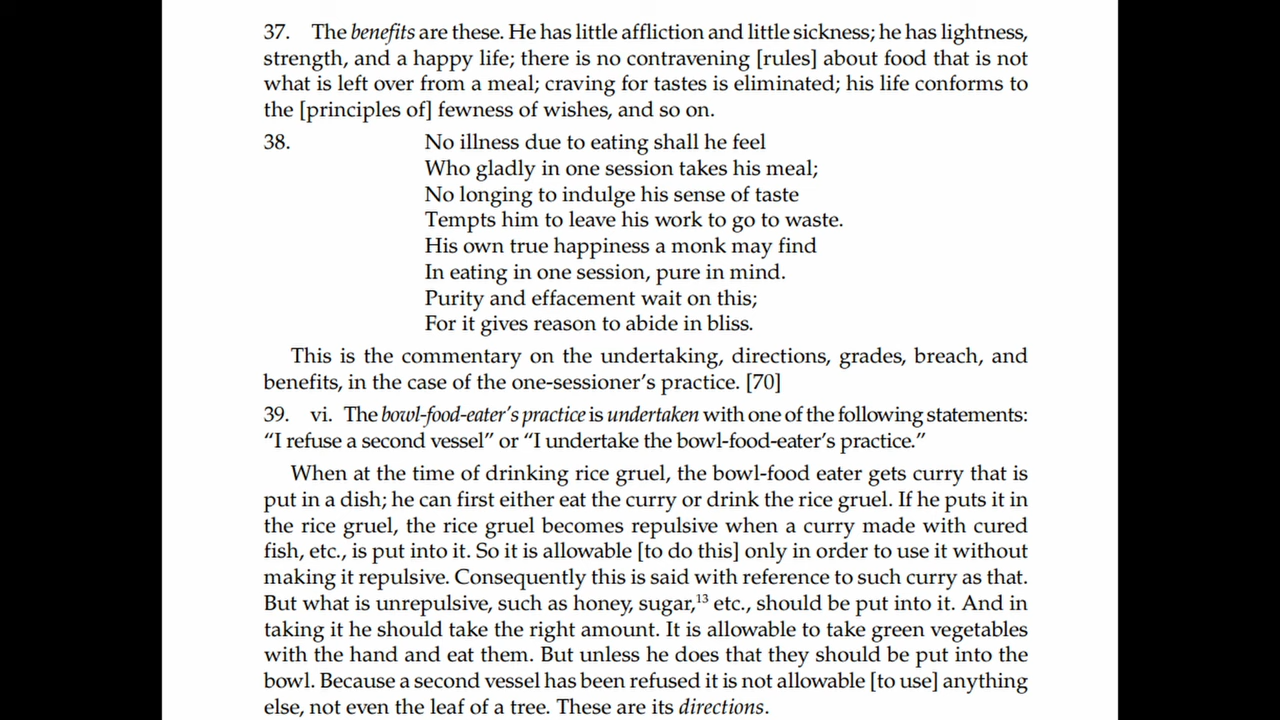 37. The benefits are these. He has little affliction and little sickness; he has lightness,
strength, and a happy life; there is no contravening [rules] about food that is not
what is left over from a meal; craving for tastes is eliminated; his life conforms to
the [principles of] fewness of wishes, and so on.
38. No illness due to eating shall he feel
Who gladly in one session takes his meal;
No longing to indulge his sense of taste
Tempts him to leave his work to go to waste.
His own true happiness a monk may find
In eating in one session, pure in mind.
Purity and effacement wait on this;
For it gives reason to abide in bliss.
This is the commentary on the undertaking, directions, grades, breach, and
benefits, in the case of the one-sessioner’s practice. [70]
39. vi. The bowl-food-eater’s practice is undertaken with one of the following statements:
“I refuse a second vessel” or “I undertake the bowl-food-eater’s practice.”
When at the time of drinking rice gruel, the bowl-food eater gets curry that is
put in a dish; he can first either eat the curry or drink the rice gruel. If he puts it in
the rice gruel, the rice gruel becomes repulsive when a curry made with cured
fish, etc., is put into it. So it is allowable [to do this] only in order to use it without
making it repulsive. Consequently this is said with reference to such curry as that.
But what is unrepulsive, such as honey, sugar,13 etc., should be put into it. And in
taking it he should take the right amount. It is allowable to take green vegetables
with the hand and eat them. But unless he does that they should be put into the
bowl. Because a second vessel has been refused it is not allowable [to use] anything
else, not even the leaf of a tree. These are its directions.